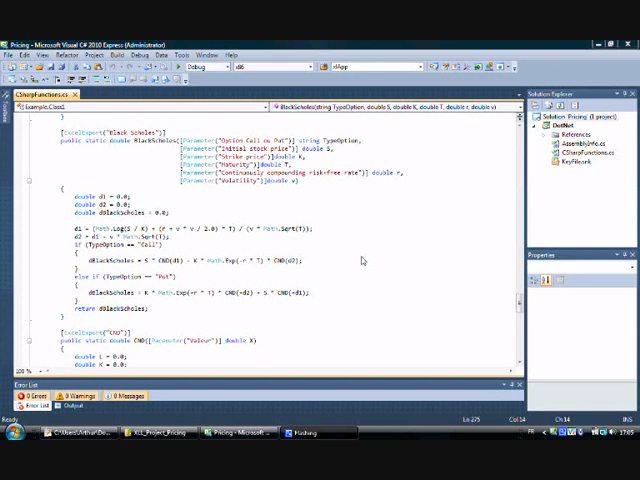 Pricing - Microsoft Visual C# 2010 Express (Administrator)
File Edit View Refactor Project Build Debug Data Tools Window Help
Debug x86 xlApp
CSharpFunctions.cs
Example.Class1 BlackScholes(string TypeOption, double S, double K, double T, double r, double v)
}
[ExcelExport("Black Scholes")]
public static double BlackScholes([Parameter("Option Call ou Put")] string TypeOption,
[Parameter("Initial stock price")] double S,
[Parameter("Strike price")]double K,
[Parameter("Maturity")]double T,
[Parameter("Continuously compounding risk-free rate")] double r,
[Parameter("Volatility")]double v)
{
double d1 = 0.0;
double d2 = 0.0;
double dBlackScholes = 0.0;
d1 = (Math.Log(S / K) + (r + v * v / 2.0) * T) / (v * Math.Sqrt(T));
d2 = d1 - v * Math.Sqrt(T);
if (TypeOption == "Call")
{
dBlackScholes = S * CND(d1) - K * Math.Exp(-r * T) * CND(d2);
}
else if (TypeOption == "Put")
{
dBlackScholes = K * Math.Exp(-r * T) * CND(-d2) - S * CND(-d1);
}
return dBlackScholes;
}
[ExcelExport("CND")]
public static double CND([Parameter("Valeur")] double X)
{
double L = 0.0;
double K = 0.0;
100 %
Error List
0 Errors 0 Warnings 0 Messages
Error List Output
Ready Ln 275 Col 14 Ch 14 INS
Toolbox
Solution Explorer
Solution 'Pricing' (1 project)
DotNet
References
AssemblyInfo.cs
CSharpFunctions.cs
KeyFile.snk
Properties
C:\Users\Arthur\De... XLL_Project_Pricing Pricing - Microsoft ... Hashing FR 17:05